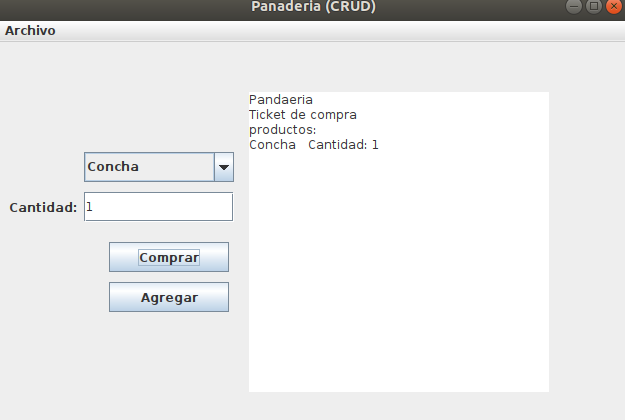 Panaderia (CRUD)
Archivo
Pandaeria
Ticket de compra
productos:
Concha   Cantidad: 1
Concha
Cantidad: 1
Comprar
Agregar